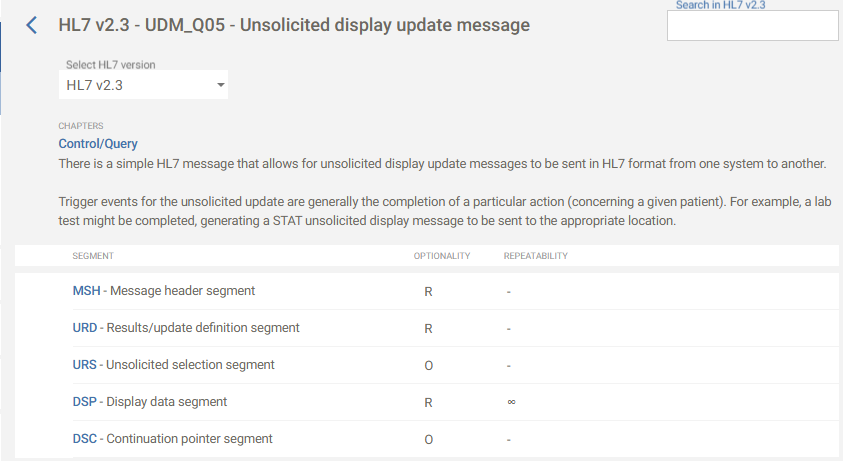 Search in HL7 v2.3
HL7 v2.3 - UDM_Q05 - Unsolicited display update message
Select HL7 version
HL7 v2.3
CHAPTERS
Control/Query
There is a simple HL7 message that allows for unsolicited display update messages to be sent in HL7 format from one system to another.
Trigger events for the unsolicited update are generally the completion of a particular action (concerning a given patient). For example, a lab
test might be completed, generating a STAT unsolicited display message to be sent to the appropriate location.
SEGMENT OPTIONALITY REPEATABILITY
MSH - Message header segment R -
URD - Results/update definition segment R -
URS - Unsolicited selection segment O -
DSP - Display data segment R ∞
DSC - Continuation pointer segment O -